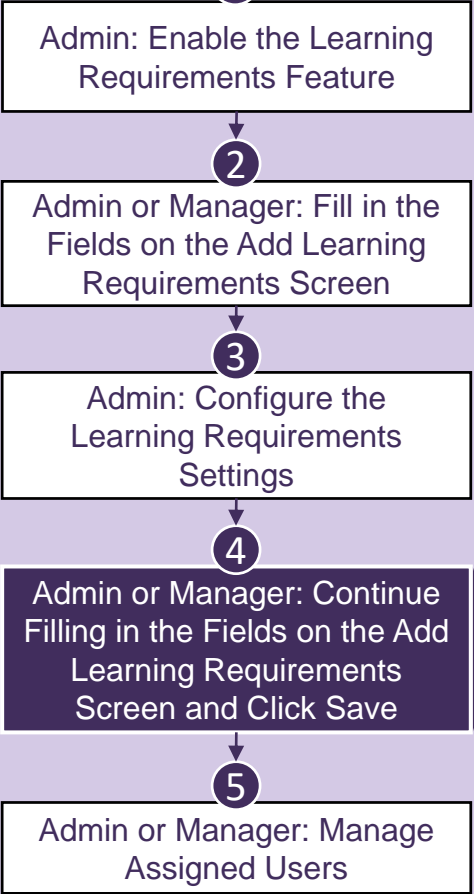 Admin: Enable the Learning
Requirements Feature
2
Admin or Manager: Fill in the
Fields on the Add Learning
Requirements Screen
3
Admin: Configure the
Learning Requirements
Settings
4
Admin or Manager: Continue
Filling in the Fields on the Add
Learning Requirements
Screen and Click Save
5
Admin or Manager: Manage
Assigned Users